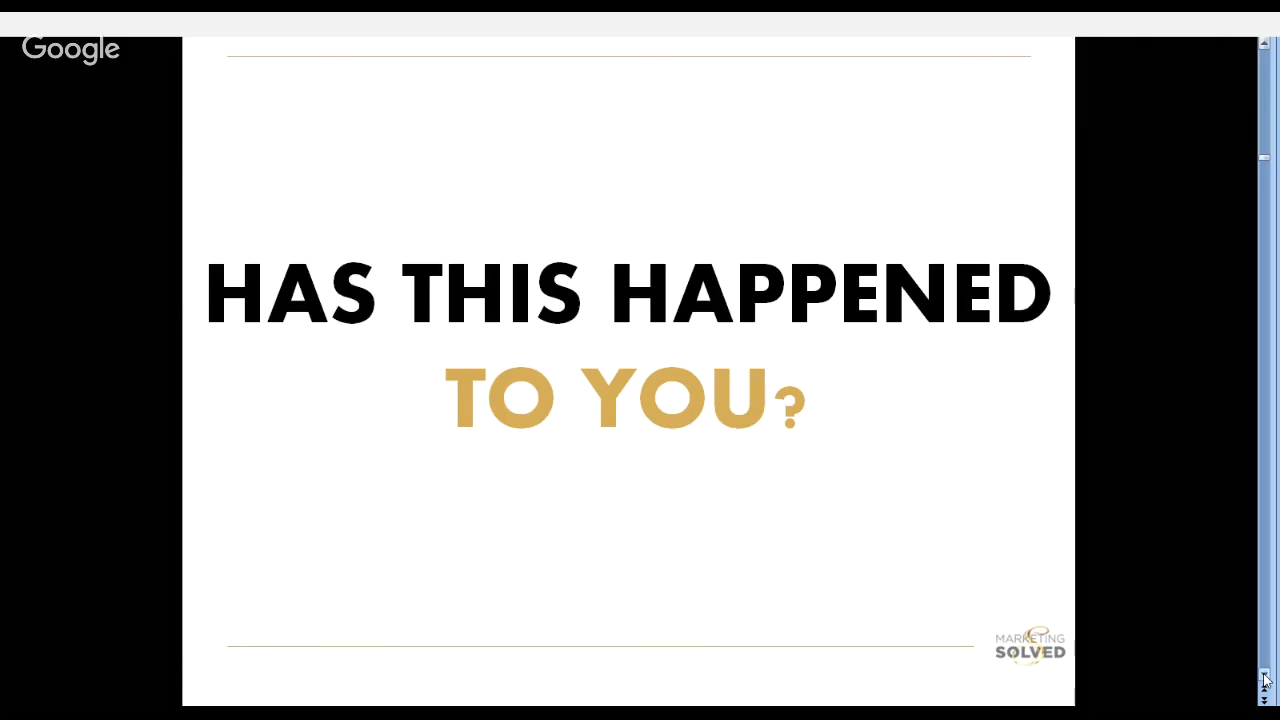 Google
HAS THIS HAPPENED
TO YOU?
MARKETING
SOLVED